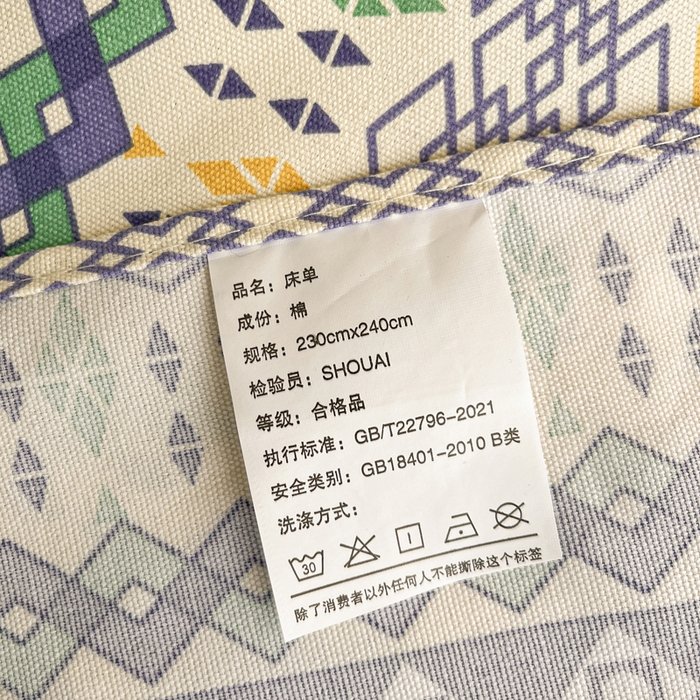 品名：床单
成份：棉
规格：230cmx240cm
检验员：SHOUAI
等级：合格品
执行标准：GB/T22796-2021
安全类别：GB18401-2010 B类
洗涤方式：
30
除了消费者以外任何人不能撕除这个标签